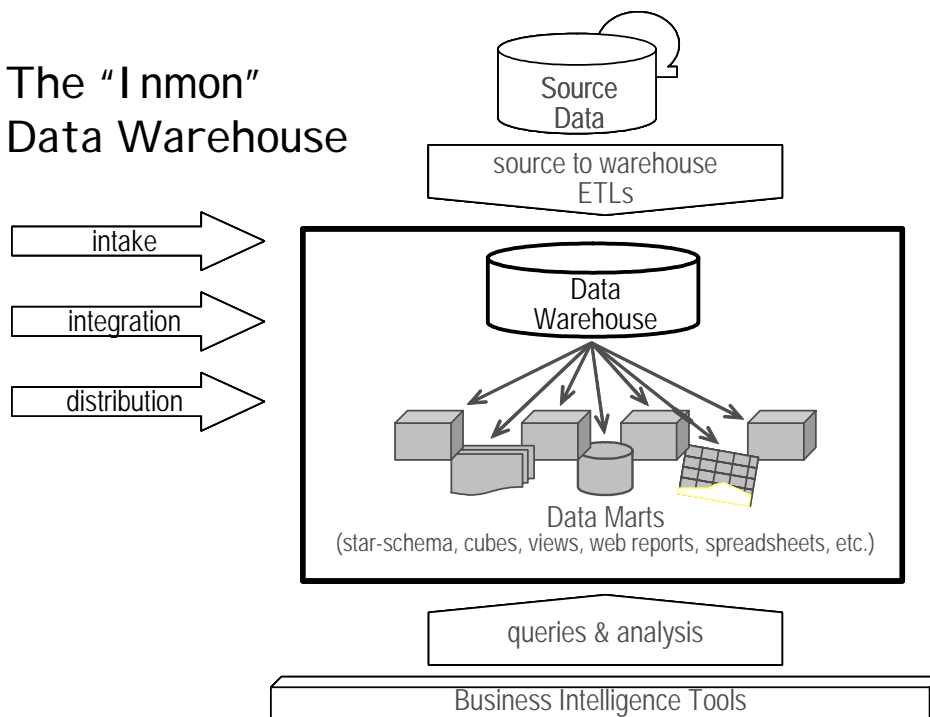 The “Inmon”
Data Warehouse
Source
Data
source to warehouse
ETLs
intake
integration
distribution
Data
Warehouse
Data Marts
(star-schema, cubes, views, web reports, spreadsheets, etc.)
queries & analysis
Business Intelligence Tools